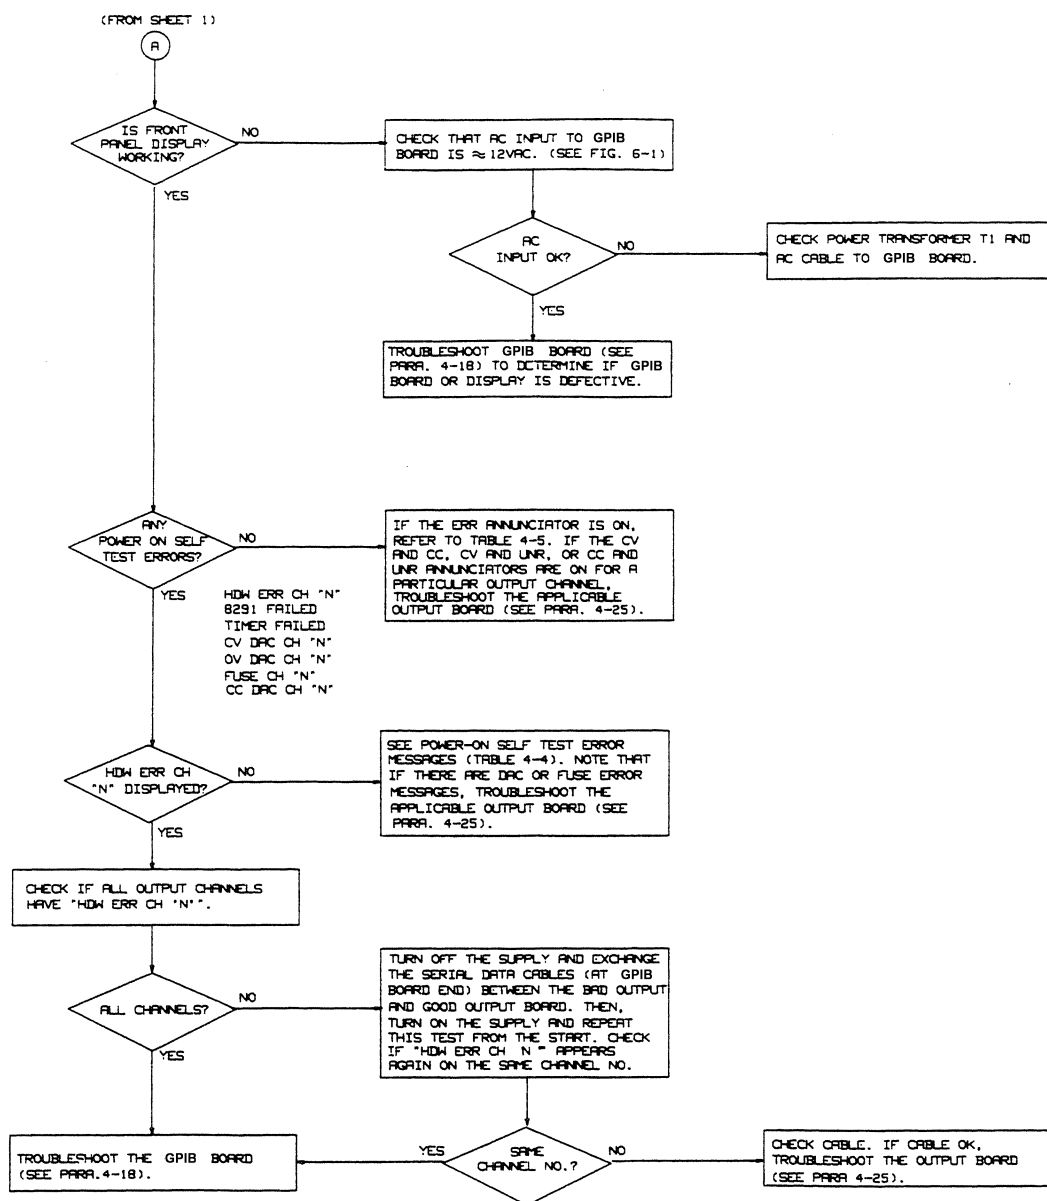 (FROM SHEET 1)
A
IS FRONT
PANEL DISPLAY
WORKING?
NO
YES
CHECK THAT AC INPUT TO GPIB
BOARD IS ≈ 12VAC. (SEE FIG. 6-1)
AC
INPUT OK?
NO
YES
CHECK POWER TRANSFORMER T1 AND
AC CABLE TO GPIB BOARD.
TROUBLESHOOT GPIB BOARD (SEE
PARA. 4-18) TO DCTERMINE IF GPIB
BOARD OR DISPLAY IS DEFECTIVE.
ANY
POWER ON SELF
TEST ERRORS?
NO
YES
IF THE ERR ANNUNCIATOR IS ON,
REFER TO TABLE 4-5. IF THE CV
AND CC, CV AND UNR, OR CC AND
UNR ANNUNCIATORS ARE ON FOR A
PARTICULAR OUTPUT CHANNEL,
TROUBLESHOOT THE APPLICABLE
OUTPUT BOARD (SEE PARA. 4-25).
HDW ERR CH "N"
8291 FAILED
TIMER FAILED
CV DAC CH "N"
OV DAC CH "N"
FUSE CH "N"
CC DAC CH "N"
HDW ERR CH
"N" DISPLAYED?
NO
YES
SEE POWER-ON SELF TEST ERROR
MESSAGES (TABLE 4-4). NOTE THAT
IF THERE ARE DAC OR FUSE ERROR
MESSAGES, TROUBLESHOOT THE
APPLICABLE OUTPUT BOARD (SEE
PARA. 4-25).
CHECK IF ALL OUTPUT CHANNELS
HAVE "HDW ERR CH "N"".
ALL CHANNELS?
NO
YES
TURN OFF THE SUPPLY AND EXCHANGE
THE SERIAL DATA CABLES (AT GPIB
BOARD END) BETWEEN THE BAD OUTPUT
AND GOOD OUTPUT BOARD. THEN,
TURN ON THE SUPPLY AND REPEAT
THIS TEST FROM THE START. CHECK
IF "HDW ERR CH N " APPEARS
AGAIN ON THE SAME CHANNEL NO.
TROUBLESHOOT THE GPIB BOARD
(SEE PARA.4-18).
YES
SAME
CHANNEL NO.?
NO
CHECK CABLE. IF CABLE OK,
TROUBLESHOOT THE OUTPUT BOARD
(SEE PARA 4-25).